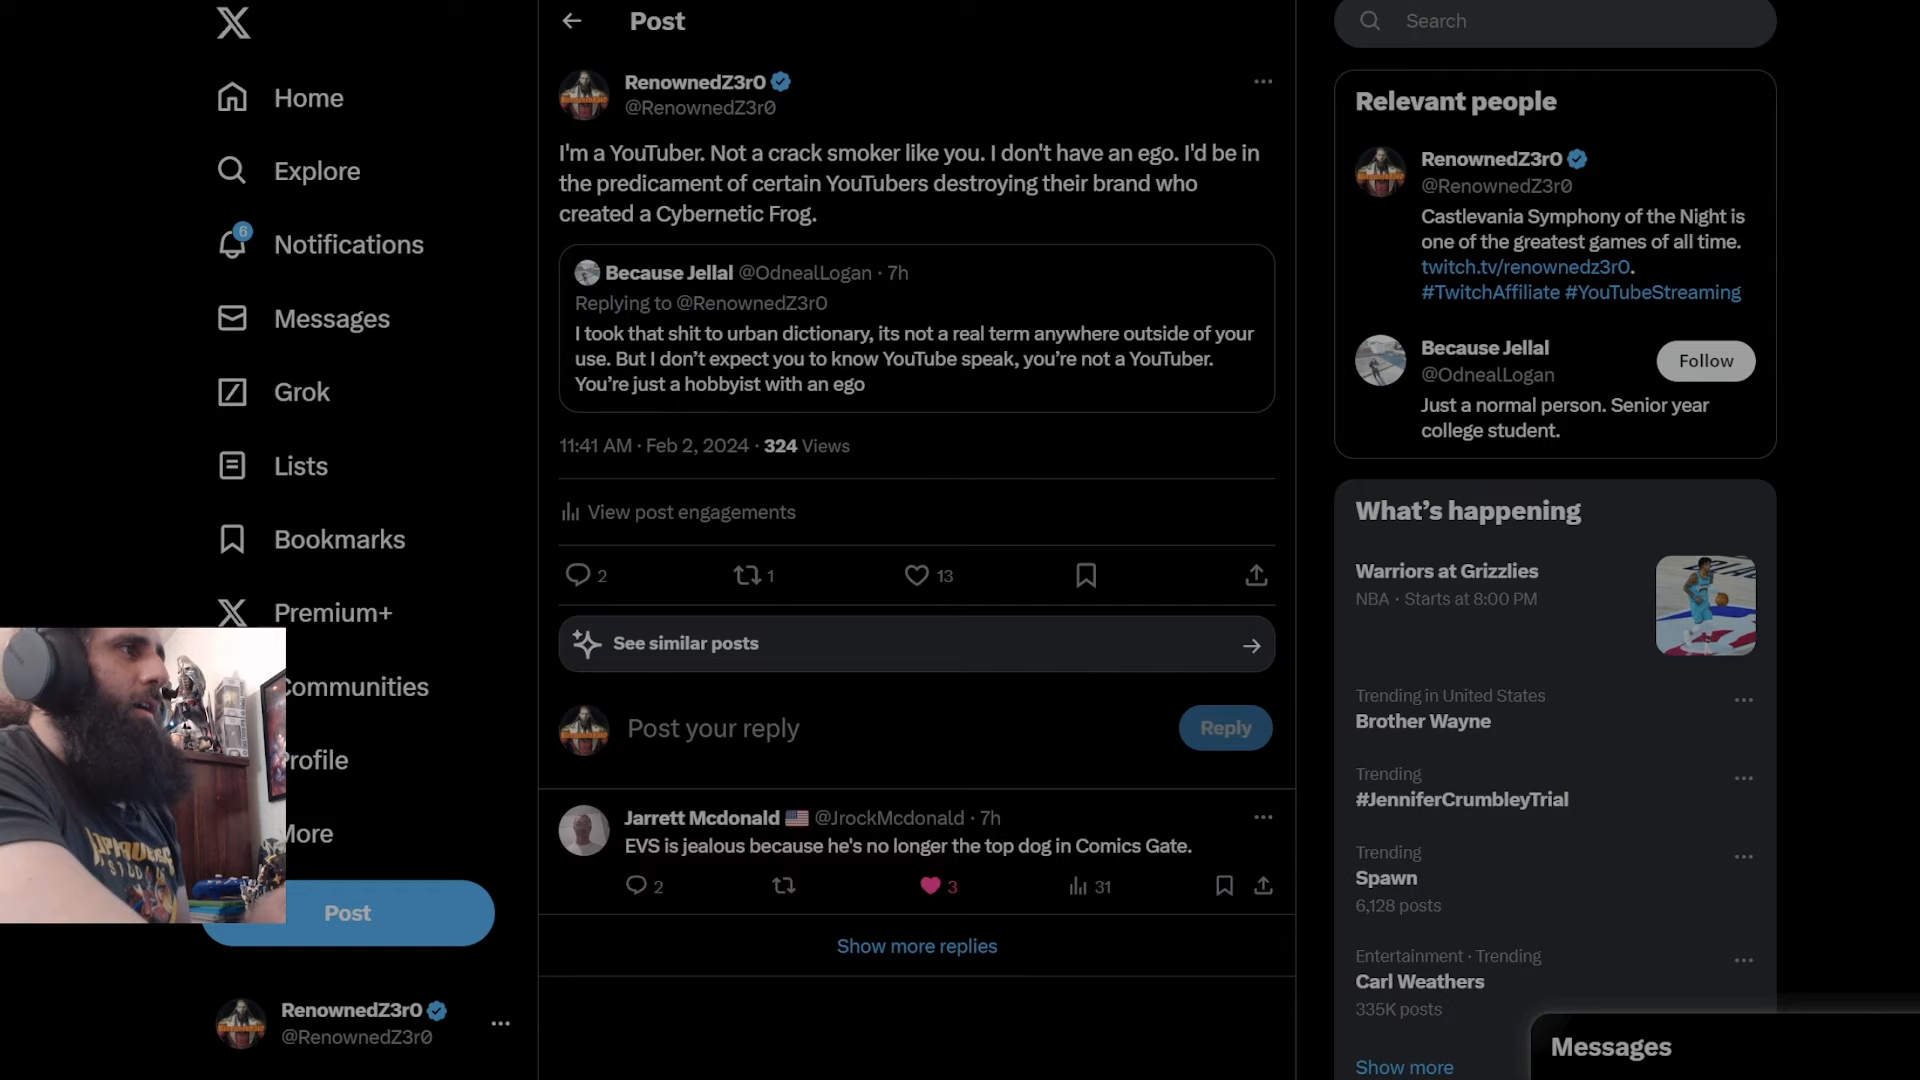 Home
Explore
6
Notifications
Messages
Grok
Lists
Bookmarks
Premium+
Communities
Profile
More
Post
RenownedZ3r0
@RenownedZ3r0
Post
RenownedZ3r0
@RenownedZ3r0
I'm a YouTuber. Not a crack smoker like you. I don't have an ego. I'd be in
the predicament of certain YouTubers destroying their brand who
created a Cybernetic Frog.
Because Jellal @OdnealLogan · 7h
Replying to @RenownedZ3r0
I took that shit to urban dictionary, its not a real term anywhere outside of your
use. But I don’t expect you to know YouTube speak, you’re not a YouTuber.
You’re just a hobbyist with an ego
11:41 AM · Feb 2, 2024 · 324 Views
View post engagements
2 1 13
See similar posts
Post your reply
Reply
Jarrett Mcdonald @JrockMcdonald · 7h
EVS is jealous because he's no longer the top dog in Comics Gate.
2 3 31
Show more replies
Search
Relevant people
RenownedZ3r0
@RenownedZ3r0
Castlevania Symphony of the Night is
one of the greatest games of all time.
twitch.tv/renownedz3r0.
#TwitchAffiliate #YouTubeStreaming
Because Jellal
@OdnealLogan
Follow
Just a normal person. Senior year
college student.
What’s happening
Warriors at Grizzlies
NBA · Starts at 8:00 PM
Trending in United States
Brother Wayne
Trending
#JenniferCrumbleyTrial
Trending
Spawn
6,128 posts
Entertainment · Trending
Carl Weathers
335K posts
Show more
Messages